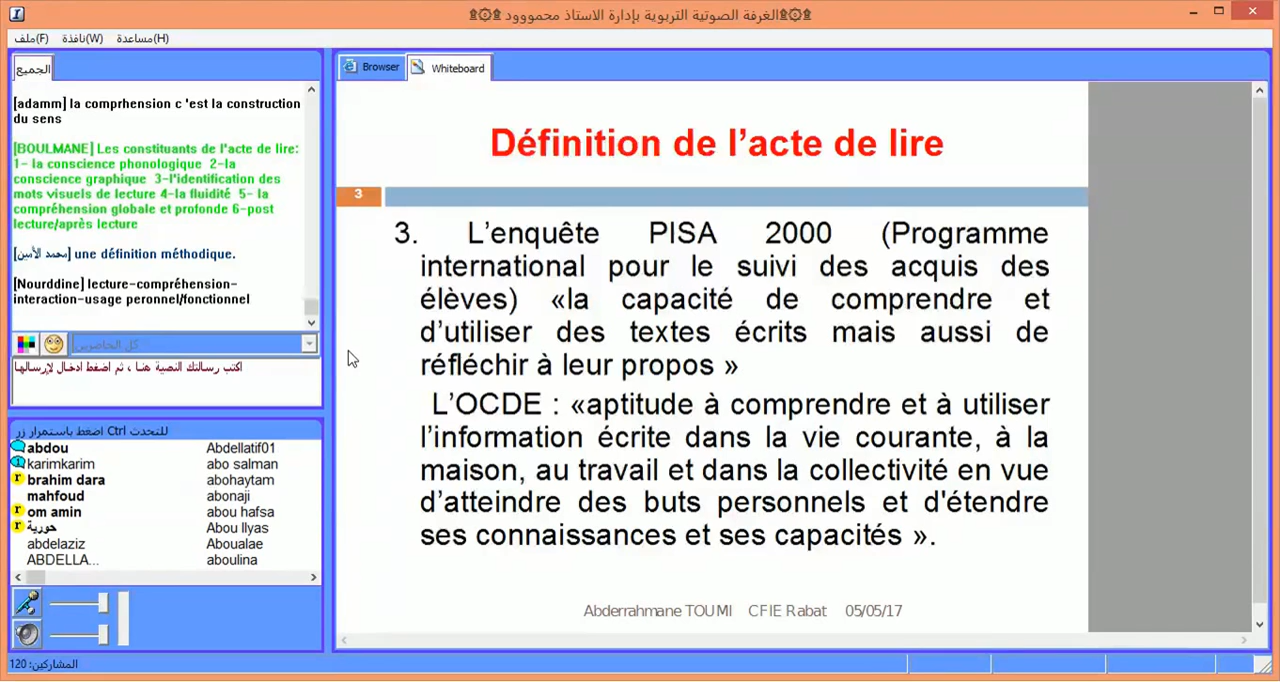 ۩۞۩الغرفة الصوتية التربوية بإدارة الاستاذ محموووود۩۞۩
ملف(F) نافذة(W) مساعدة(H)
الجميع
[adamm] la comprhension c 'est la construction
du sens
[BOULMANE] Les constituants de l'acte de lire:
1- la conscience phonologique 2-la
conscience graphique 3-l'identification des
mots visuels de lecture 4-la fluidité 5- la
compréhension globale et profonde 6-post
lecture/après lecture
[محمد الأمين] une définition méthodique.
[Nourddine] lecture-compréhension-
interaction-usage peronnel/fonctionnel
كل الحاضرين
اكتب رسالتك النصية هنا ، ثم اضغط ادخال لإرسالها
للتحدث Ctrl اضغط باستمرار زر
abdou Abdellatif01
karimkarim abo salman
brahim dara abohaytam
mahfoud abonaji
om amin abou hafsa
حورية Abou Ilyas
abdelaziz Aboualae
ABDELLA... aboulina
المشاركين: 120
Browser Whiteboard
Définition de l’acte de lire
3
3. L’enquête PISA 2000 (Programme
international pour le suivi des acquis des
élèves) «la capacité de comprendre et
d’utiliser des textes écrits mais aussi de
réfléchir à leur propos »
L’OCDE : «aptitude à comprendre et à utiliser
l’information écrite dans la vie courante, à la
maison, au travail et dans la collectivité en vue
d’atteindre des buts personnels et d'étendre
ses connaissances et ses capacités ».
Abderrahmane TOUMI CFIE Rabat 05/05/17